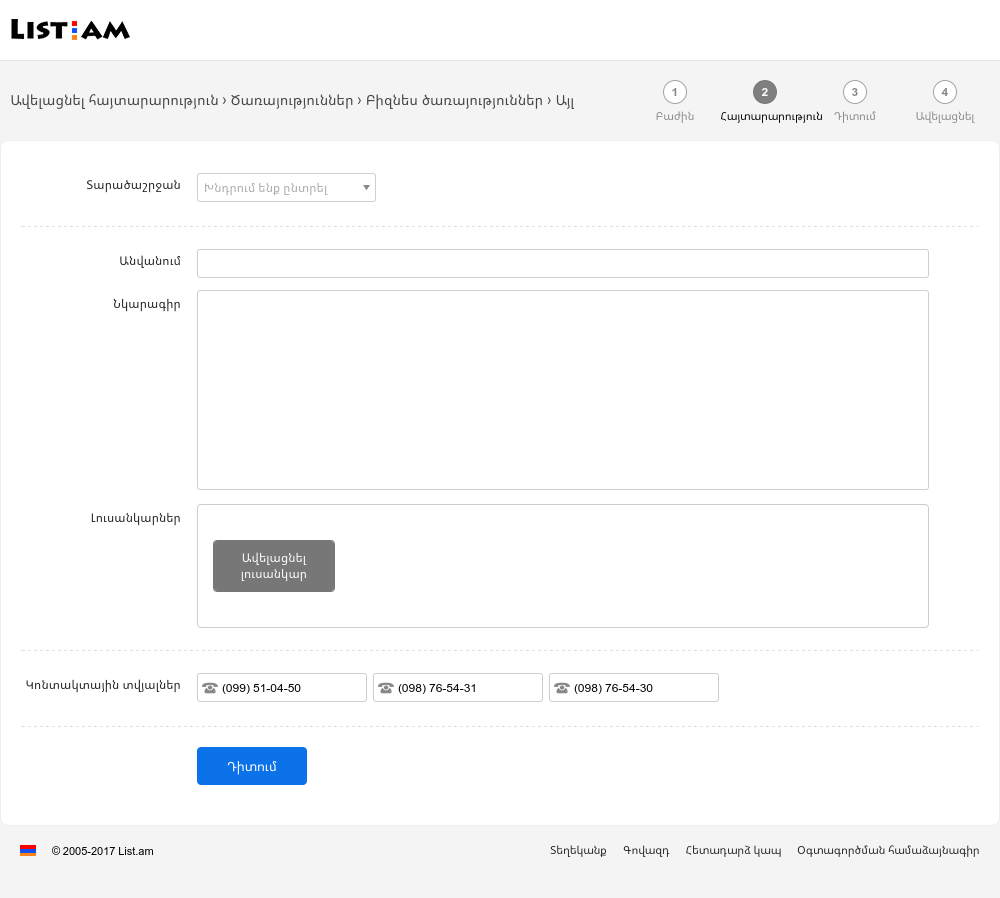 LIST:AM
Ավելացնել հայտարարություն › Ծառայություններ › Բիզնես ծառայություններ › Այլ
1 2 3 4
Բաժին Հայտարարություն Դիտում Ավելացնել
Տարածաշրջան Խնդրում ենք ընտրել
Անվանում
Նկարագիր
Լուսանկարներ
Ավելացնել
լուսանկար
Կոնտակտային տվյալներ (099) 51-04-50 (098) 76-54-31 (098) 76-54-30
Դիտում
© 2005-2017 List.am Տեղեկանք Գովազդ Հետադարձ կապ Օգտագործման համաձայնագիր